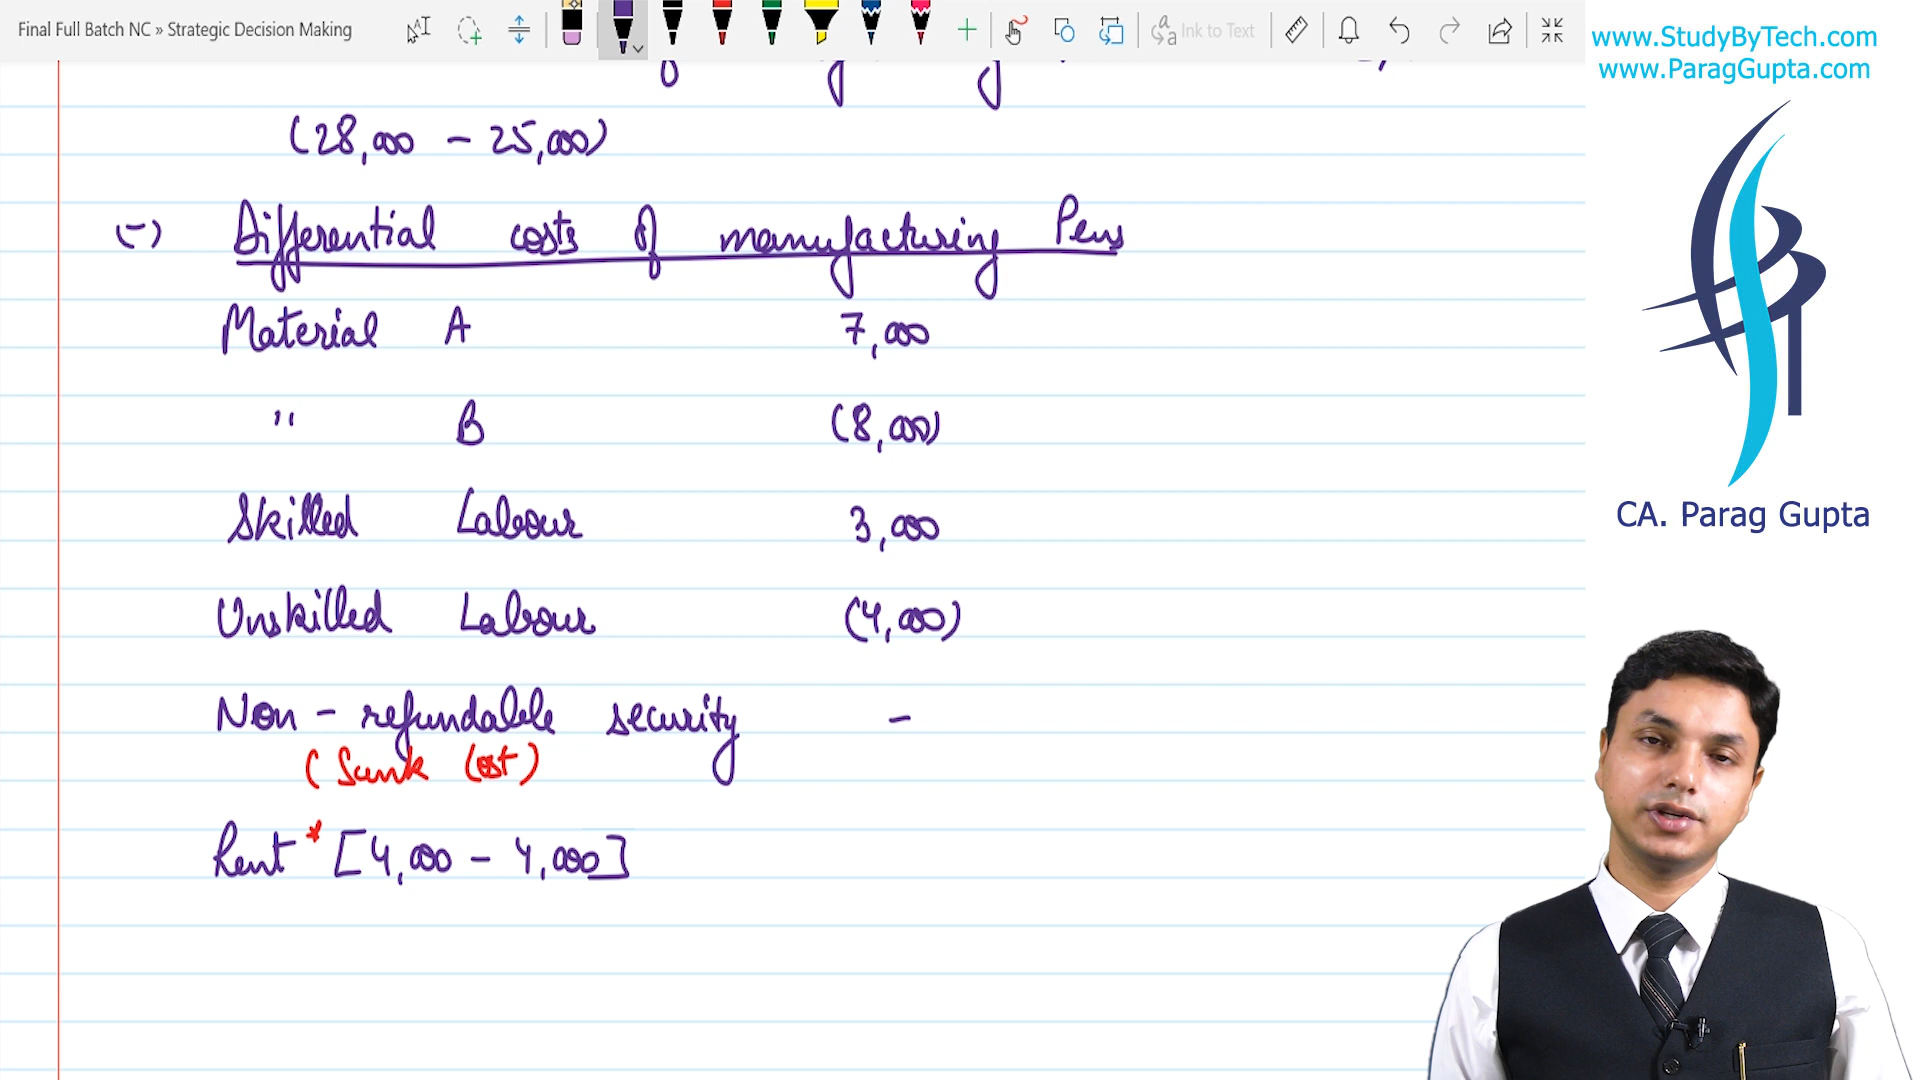 Final Full Batch NC » Strategic Decision Making
Ink to Text
www.StudyByTech.com
www.ParagGupta.com
(28,000 - 25,000)
(-) Differential costs of manufacturing Pens
Material A 7,000
" B (8,000)
Skilled Labour 3,000
Unskilled Labour (4,000)
Non - refundable security -
(Sunk Cost)
Rent * [4,000 - 4,000]
CA. Parag Gupta